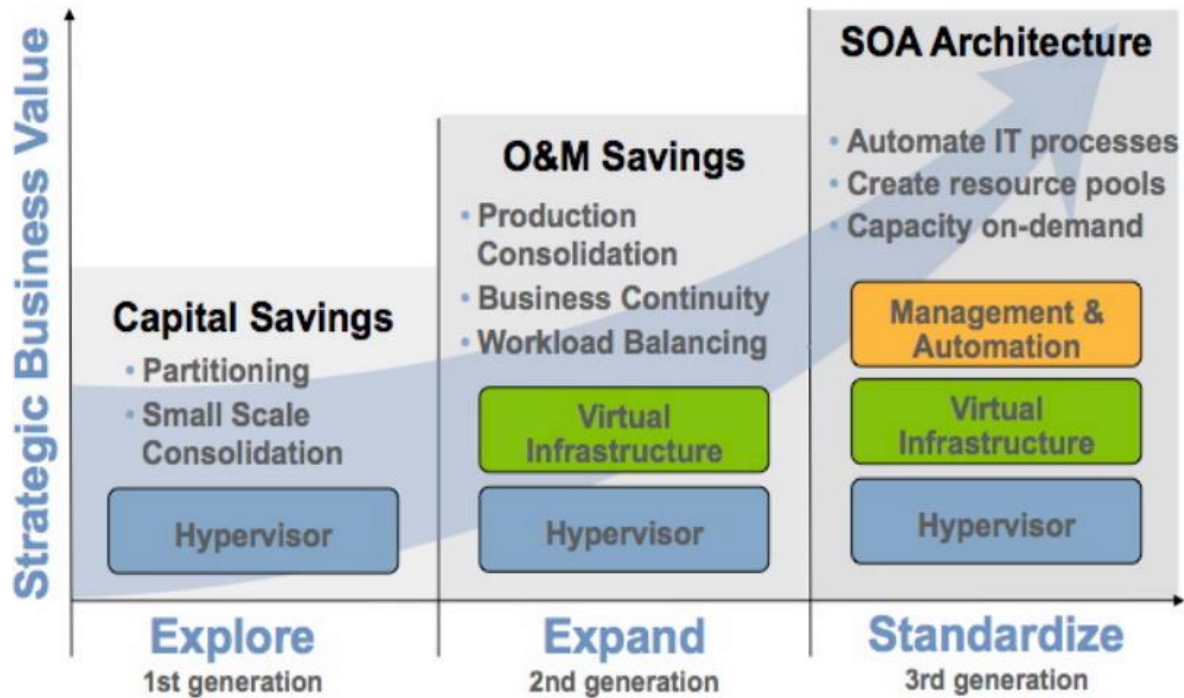 Strategic Business Value
Capital Savings
• Partitioning
• Small Scale
Consolidation
Hypervisor
Explore
1st generation
O&M Savings
• Production
Consolidation
• Business Continuity
• Workload Balancing
Virtual
Infrastructure
Hypervisor
Expand
2nd generation
SOA Architecture
• Automate IT processes
• Create resource pools
• Capacity on-demand
Management &
Automation
Virtual
Infrastructure
Hypervisor
Standardize
3rd generation